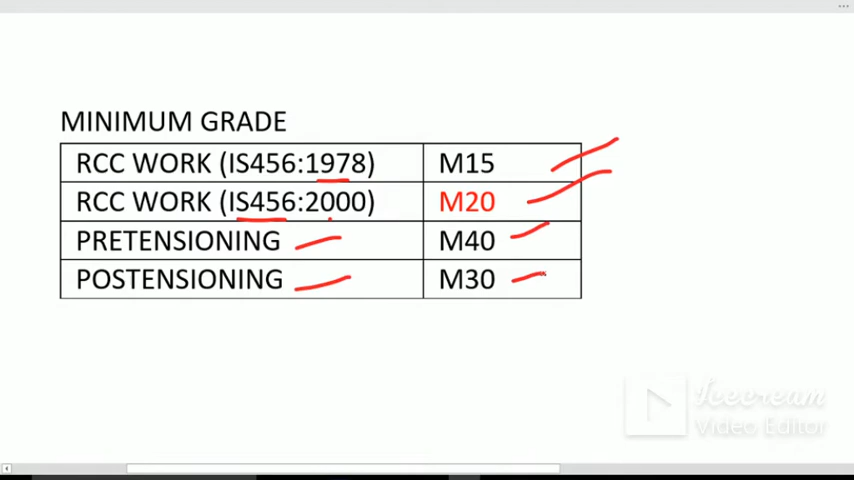 MINIMUM GRADE
RCC WORK (IS456:1978) M15
RCC WORK (IS456:2000) M20
PRETENSIONING M40
POSTENSIONING M30
Icecream
Video Editor